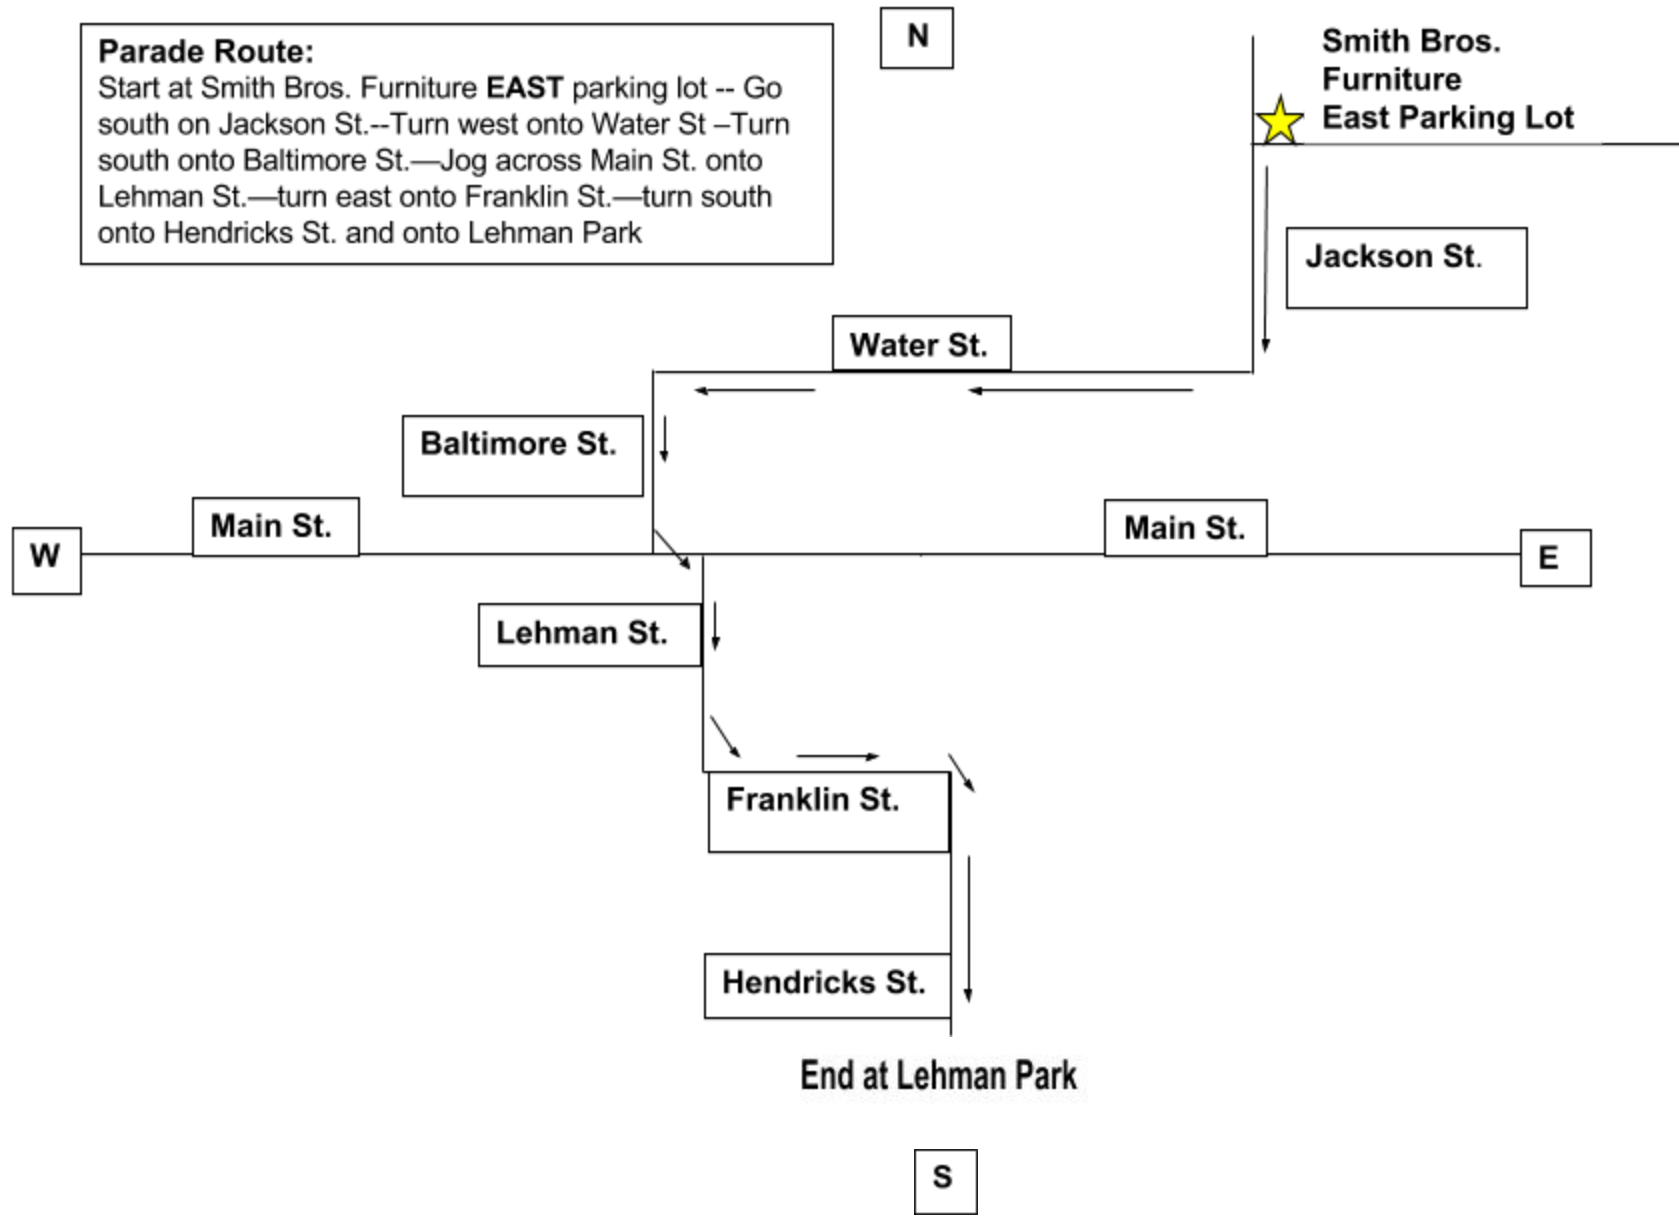 N
Parade Route:
Start at Smith Bros. Furniture EAST parking lot -- Go
south on Jackson St.--Turn west onto Water St –Turn
south onto Baltimore St.—Jog across Main St. onto
Lehman St.—turn east onto Franklin St.—turn south
onto Hendricks St. and onto Lehman Park
Smith Bros.
Furniture
East Parking Lot
Jackson St.
Water St.
Baltimore St.
Main St.
Main St.
W
E
Lehman St.
Franklin St.
Hendricks St.
End at Lehman Park
S